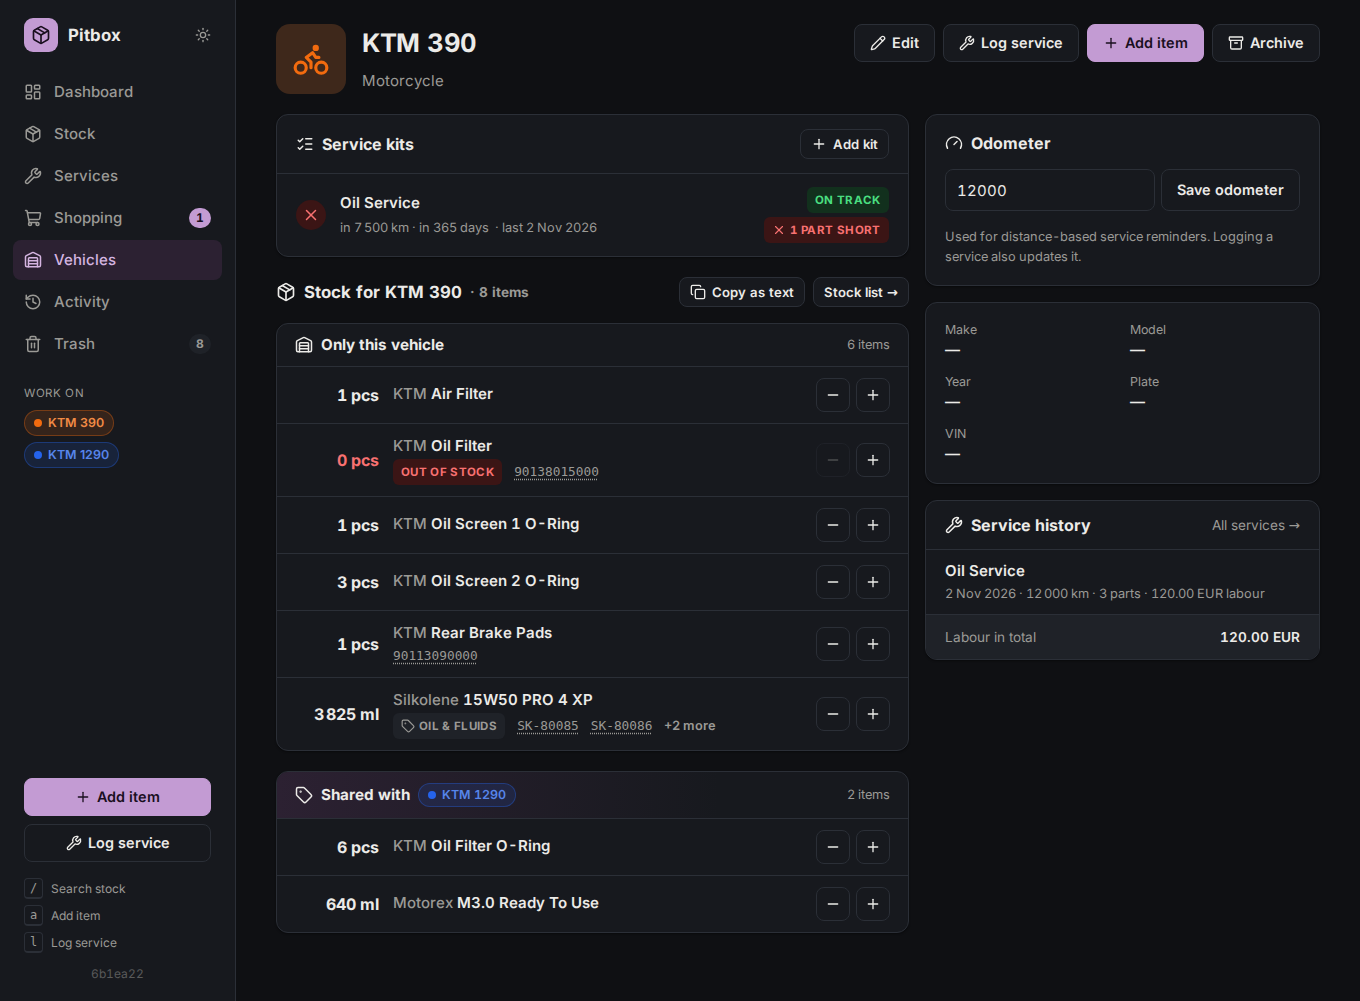 Pitbox
Dashboard
Stock
Services
Shopping 1
Vehicles
Activity
Trash 8
WORK ON
KTM 390
KTM 1290
Add item
Log service
/ Search stock
a Add item
l Log service
6b1ea22
KTM 390
Motorcycle
Edit
Log service
Add item
Archive
Service kits
Add kit
Oil Service
in 7 500 km · in 365 days · last 2 Nov 2026
ON TRACK
1 PART SHORT
Stock for KTM 390 · 8 items
Copy as text
Stock list →
Only this vehicle
6 items
1 pcs KTM Air Filter
0 pcs KTM Oil Filter
OUT OF STOCK 90138015000
1 pcs KTM Oil Screen 1 O-Ring
3 pcs KTM Oil Screen 2 O-Ring
1 pcs KTM Rear Brake Pads
90113090000
3 825 ml Silkolene 15W50 PRO 4 XP
OIL & FLUIDS SK-80085 SK-80086 +2 more
Shared with KTM 1290
2 items
6 pcs KTM Oil Filter O-Ring
640 ml Motorex M3.0 Ready To Use
Odometer
12000
Save odometer
Used for distance-based service reminders. Logging a
service also updates it.
Make Model
— —
Year Plate
— —
VIN
—
Service history
All services →
Oil Service
2 Nov 2026 · 12 000 km · 3 parts · 120.00 EUR labour
Labour in total 120.00 EUR